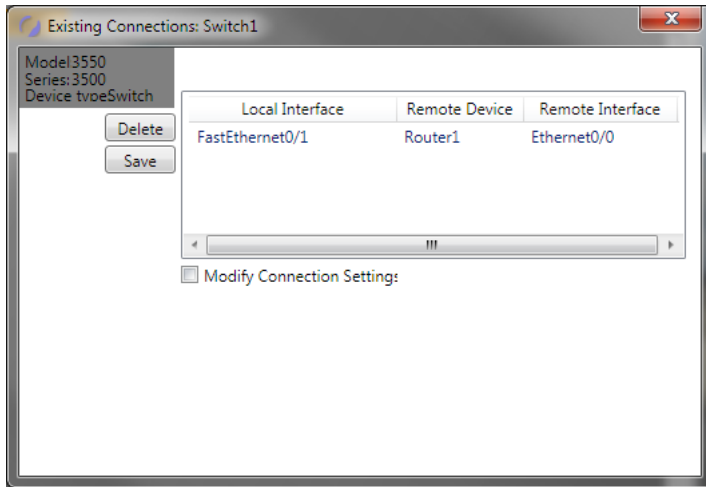 Existing Connections: Switch1
Model3550
Series:3500
Device typeSwitch
Delete
Save
Local Interface Remote Device Remote Interface
FastEthernet0/1 Router1 Ethernet0/0
Modify Connection Settings